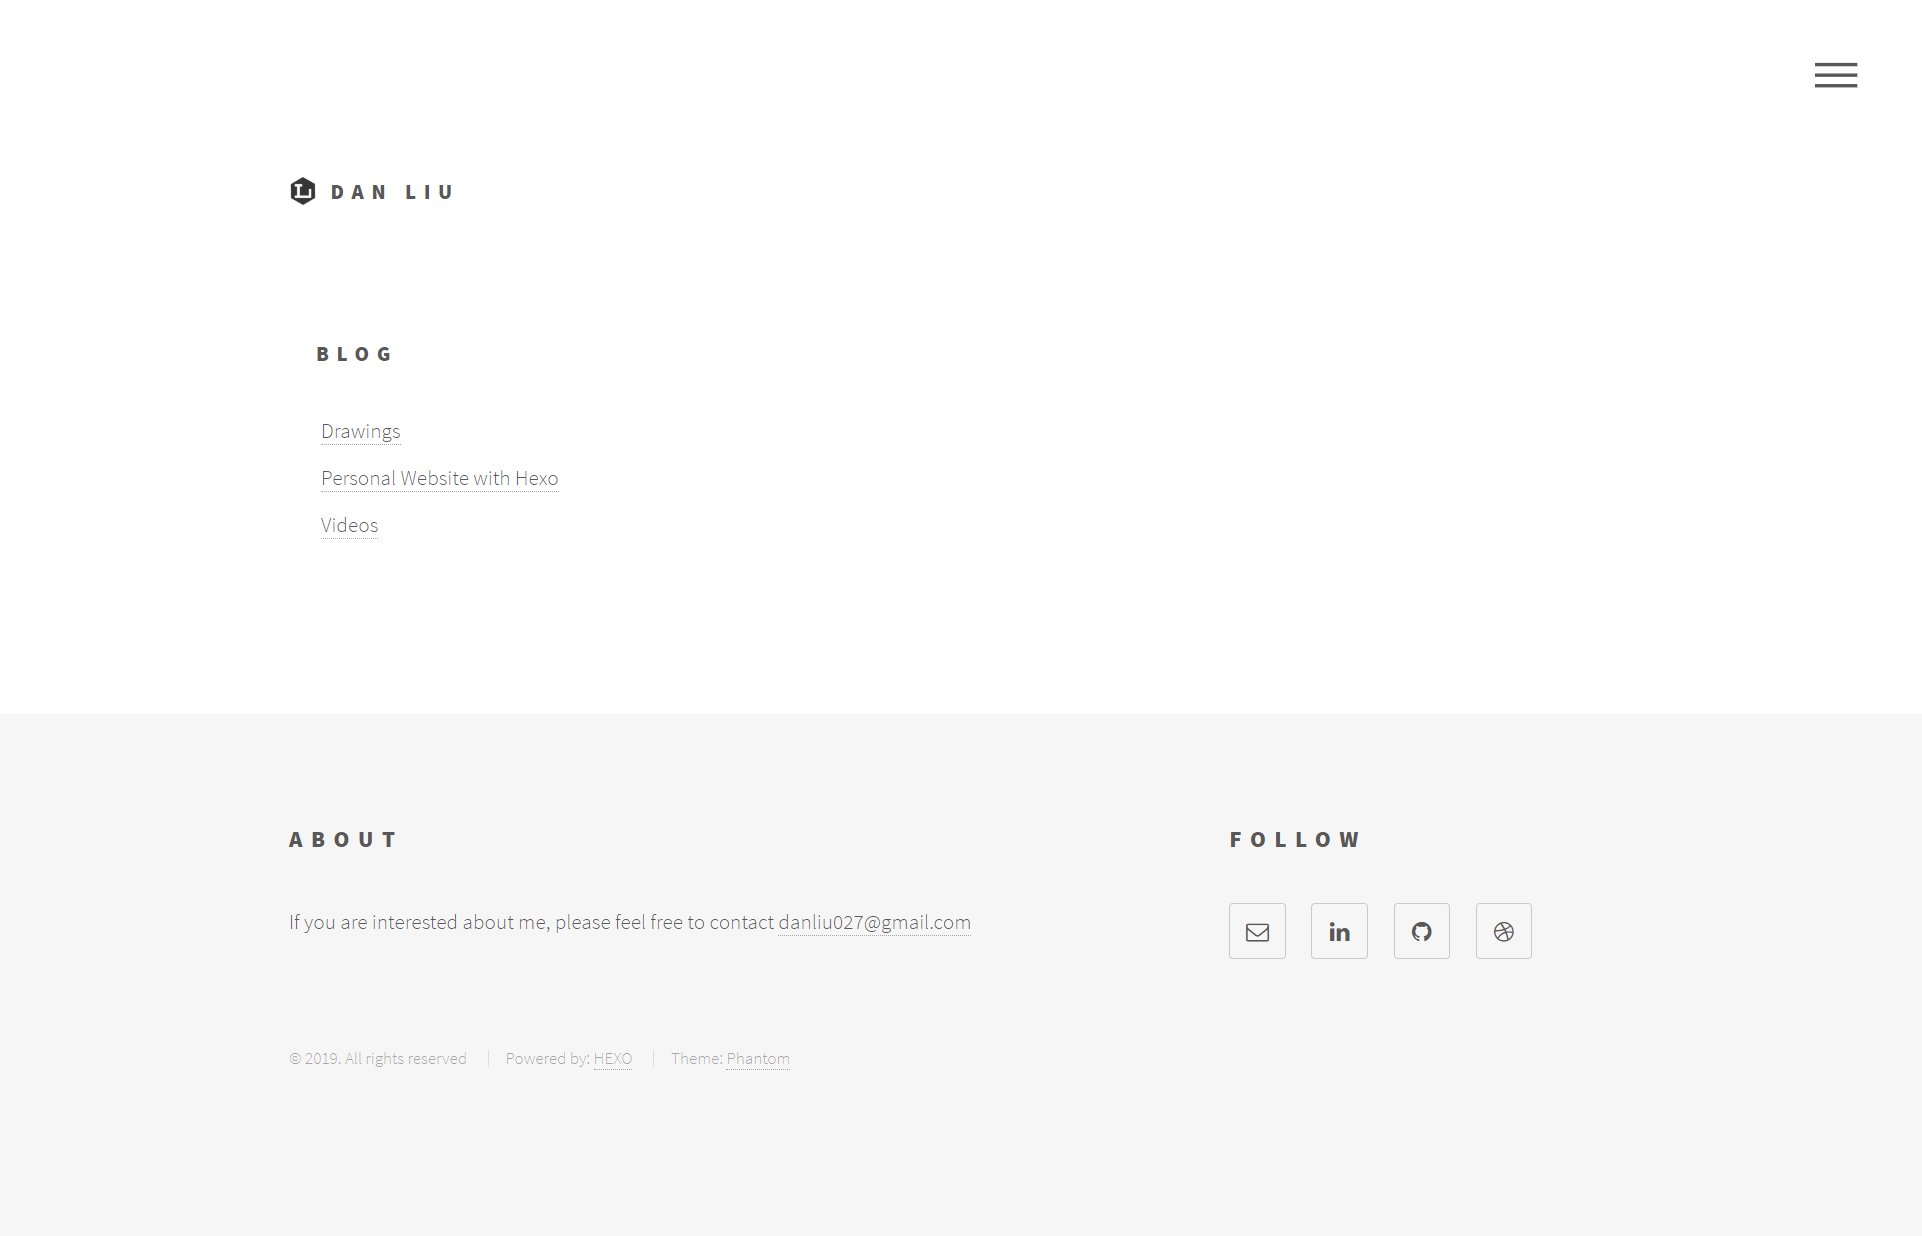 DAN LIU
BLOG
Drawings
Personal Website with Hexo
Videos
ABOUT
If you are interested about me, please feel free to contact danliu027@gmail.com
FOLLOW
© 2019. All rights reserved | Powered by: HEXO | Theme: Phantom